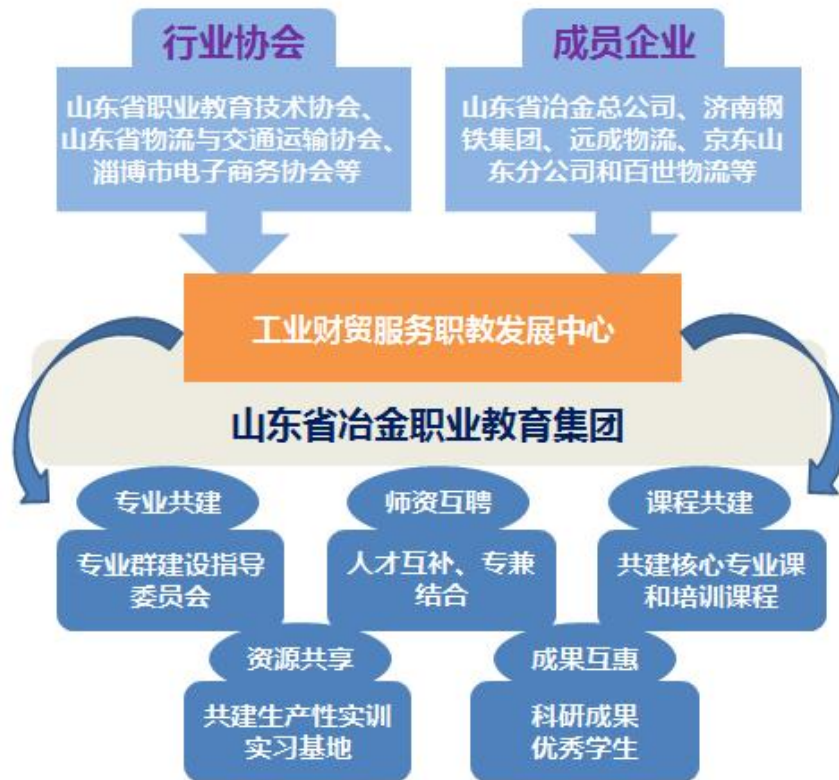 行业协会
山东省职业教育技术协会、
山东省物流与交通运输协会、
淄博市电子商务协会等
成员企业
山东省冶金总公司、济南钢
铁集团、远成物流、京东山
东分公司和百世物流等
工业财贸服务职教发展中心
山东省冶金职业教育集团
专业共建
专业群建设指导
委员会
师资互聘
人才互补、专兼
结合
课程共建
共建核心专业课
和培训课程
资源共享
共建生产性实训
实习基地
成果互惠
科研成果
优秀学生